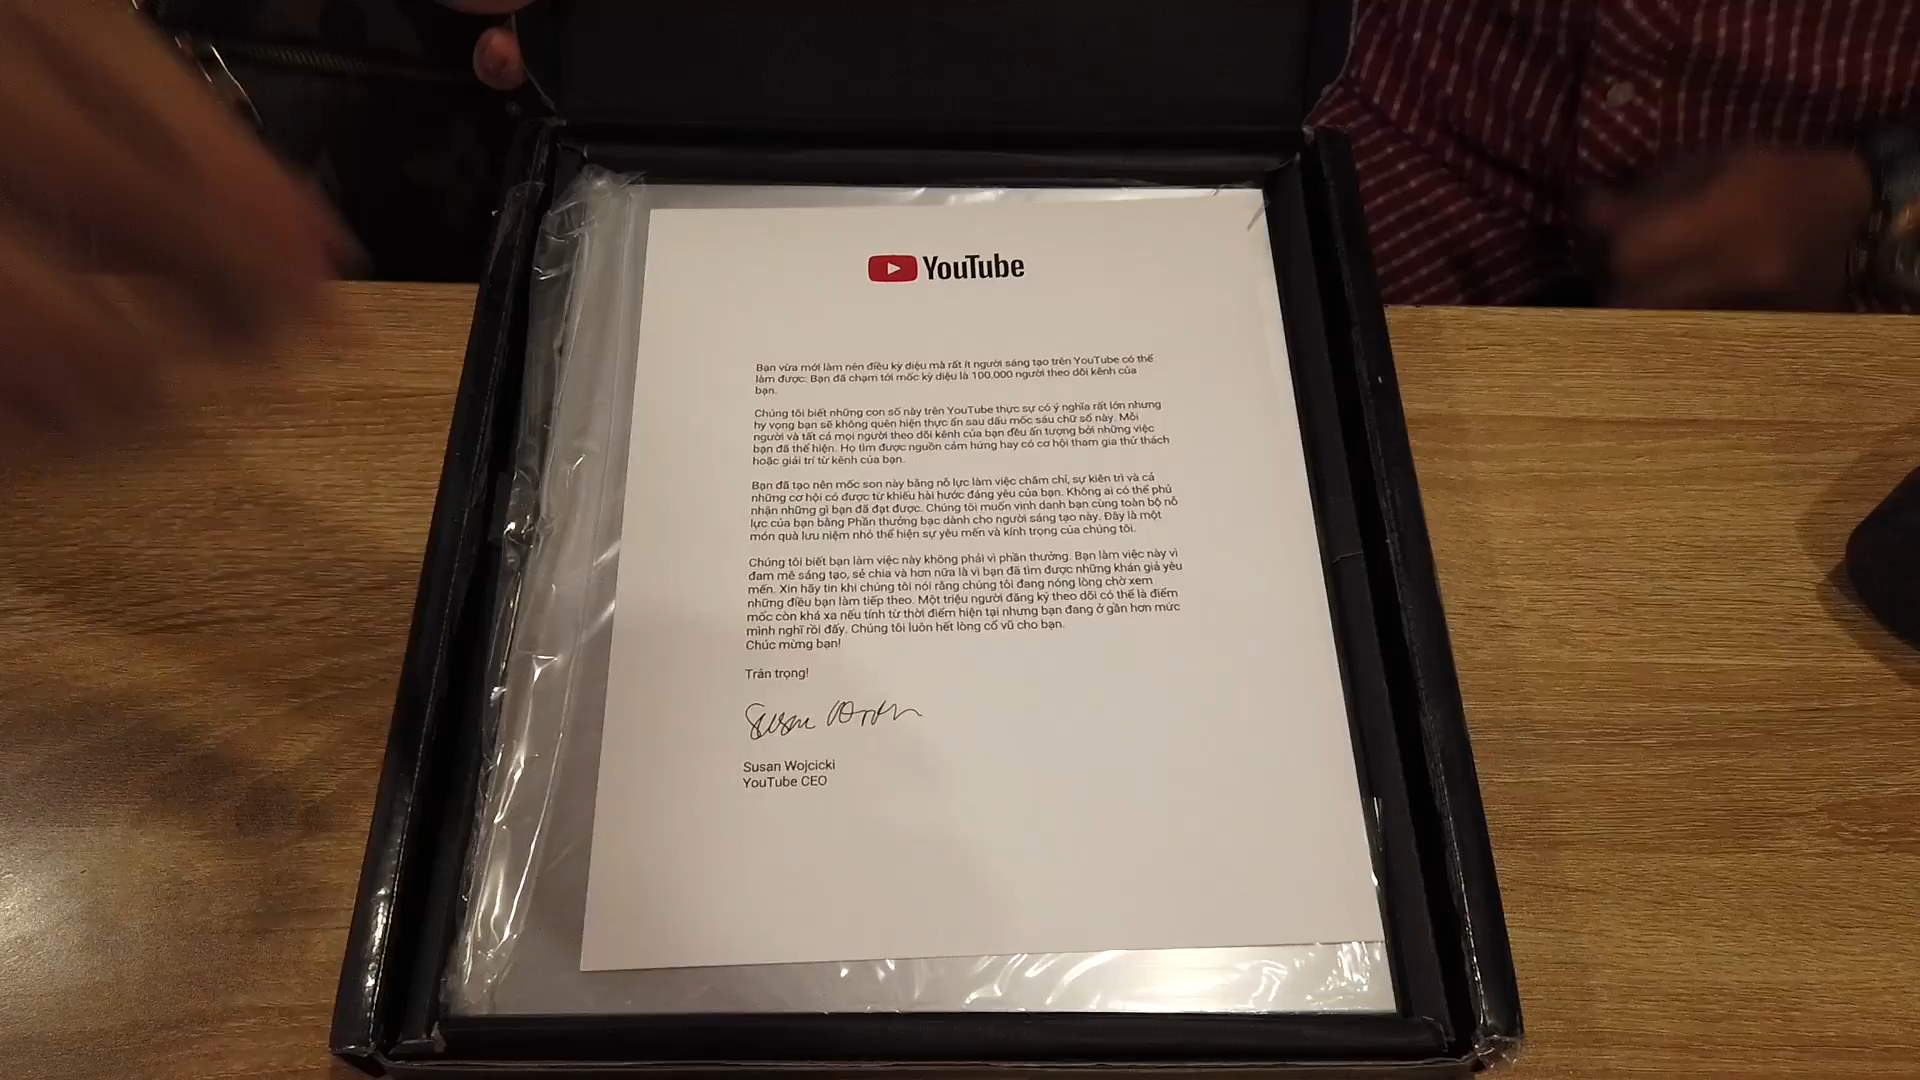 YouTube
Bạn vừa mới làm nên điều kỳ diệu mà rất ít người sáng tạo trên YouTube có thể
làm được: Bạn đã chạm tới mốc kỳ diệu là 100.000 người theo dõi kênh của
bạn.
Chúng tôi biết những con số này trên YouTube thực sự có ý nghĩa rất lớn nhưng
hy vọng bạn sẽ không quên hiện thực ẩn sau dấu mốc sáu chữ số này. Mỗi
người và tất cả mọi người theo dõi kênh của bạn đều ấn tượng bởi những việc
bạn đã thể hiện. Họ tìm được nguồn cảm hứng hay có cơ hội tham gia thử thách
hoặc giải trí từ kênh của bạn.
Bạn đã tạo nên mốc son này bằng nỗ lực làm việc chăm chỉ, sự kiên trì và cả
những cơ hội có được từ khiếu hài hước đáng yêu của bạn. Không ai có thể phủ
nhận những gì bạn đã đạt được. Chúng tôi muốn vinh danh bạn cùng toàn bộ nỗ
lực của bạn bằng Phần thưởng bạc dành cho người sáng tạo này. Đây là một
món quà lưu niệm nhỏ thể hiện sự yêu mến và kính trọng của chúng tôi.
Chúng tôi biết bạn làm việc này không phải vì phần thưởng. Bạn làm việc này vì
đam mê sáng tạo, sẻ chia và hơn nữa là vì bạn đã tìm được những khán giả yêu
mến. Xin hãy tin khi chúng tôi nói rằng chúng tôi đang nóng lòng chờ xem
những điều bạn làm tiếp theo. Một triệu người đăng ký theo dõi có thể là điểm
mốc còn khá xa nếu tính từ thời điểm hiện tại nhưng bạn đang ở gần hơn mức
mình nghĩ rồi đấy. Chúng tôi luôn hết lòng cổ vũ cho bạn.
Chúc mừng bạn!
Trân trọng!
Susan Wojcicki
YouTube CEO